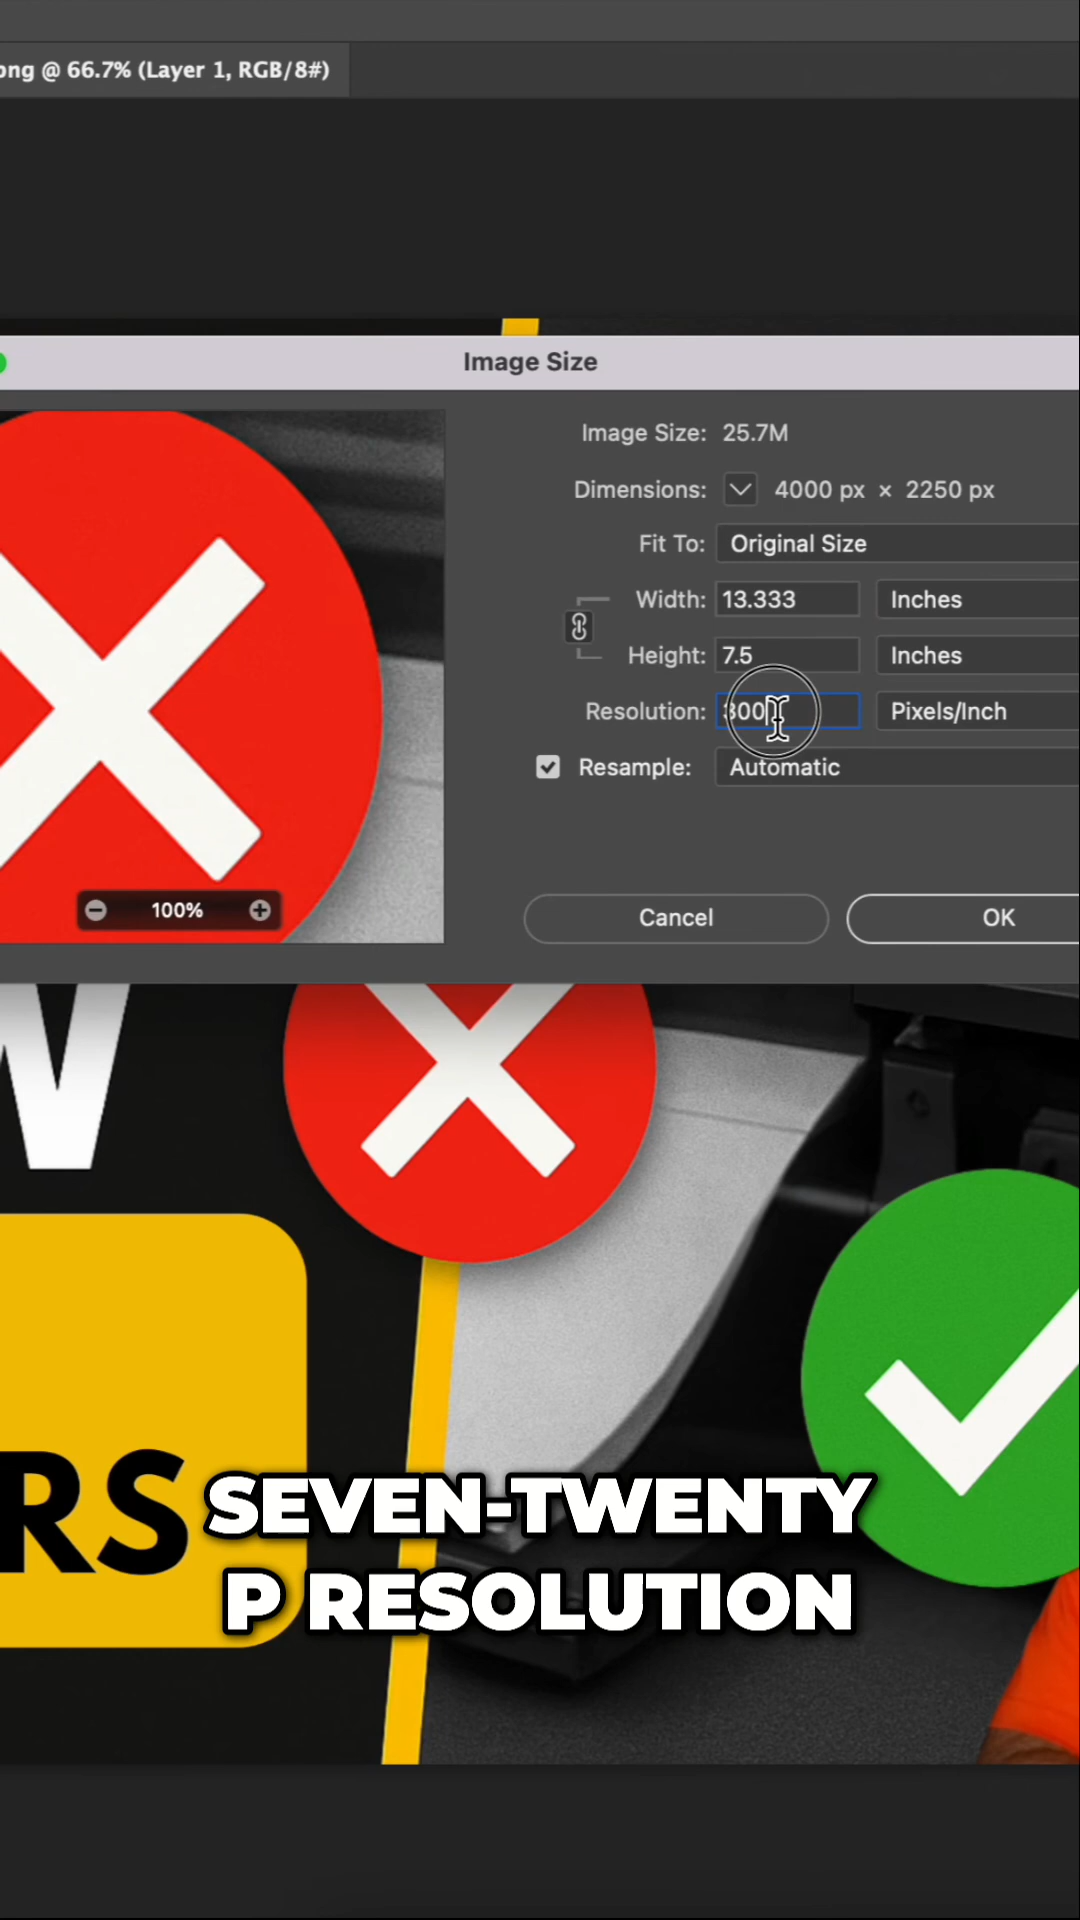 png @ 66.7% (Layer 1, RGB/8#)
Image Size
Image Size: 25.7M
Dimensions: 4000 px × 2250 px
Fit To: Original Size
Width: 13.333 Inches
Height: 7.5 Inches
Resolution: 300 Pixels/Inch
Resample: Automatic
100%
Cancel OK
W
RS
SEVEN-TWENTY
P RESOLUTION